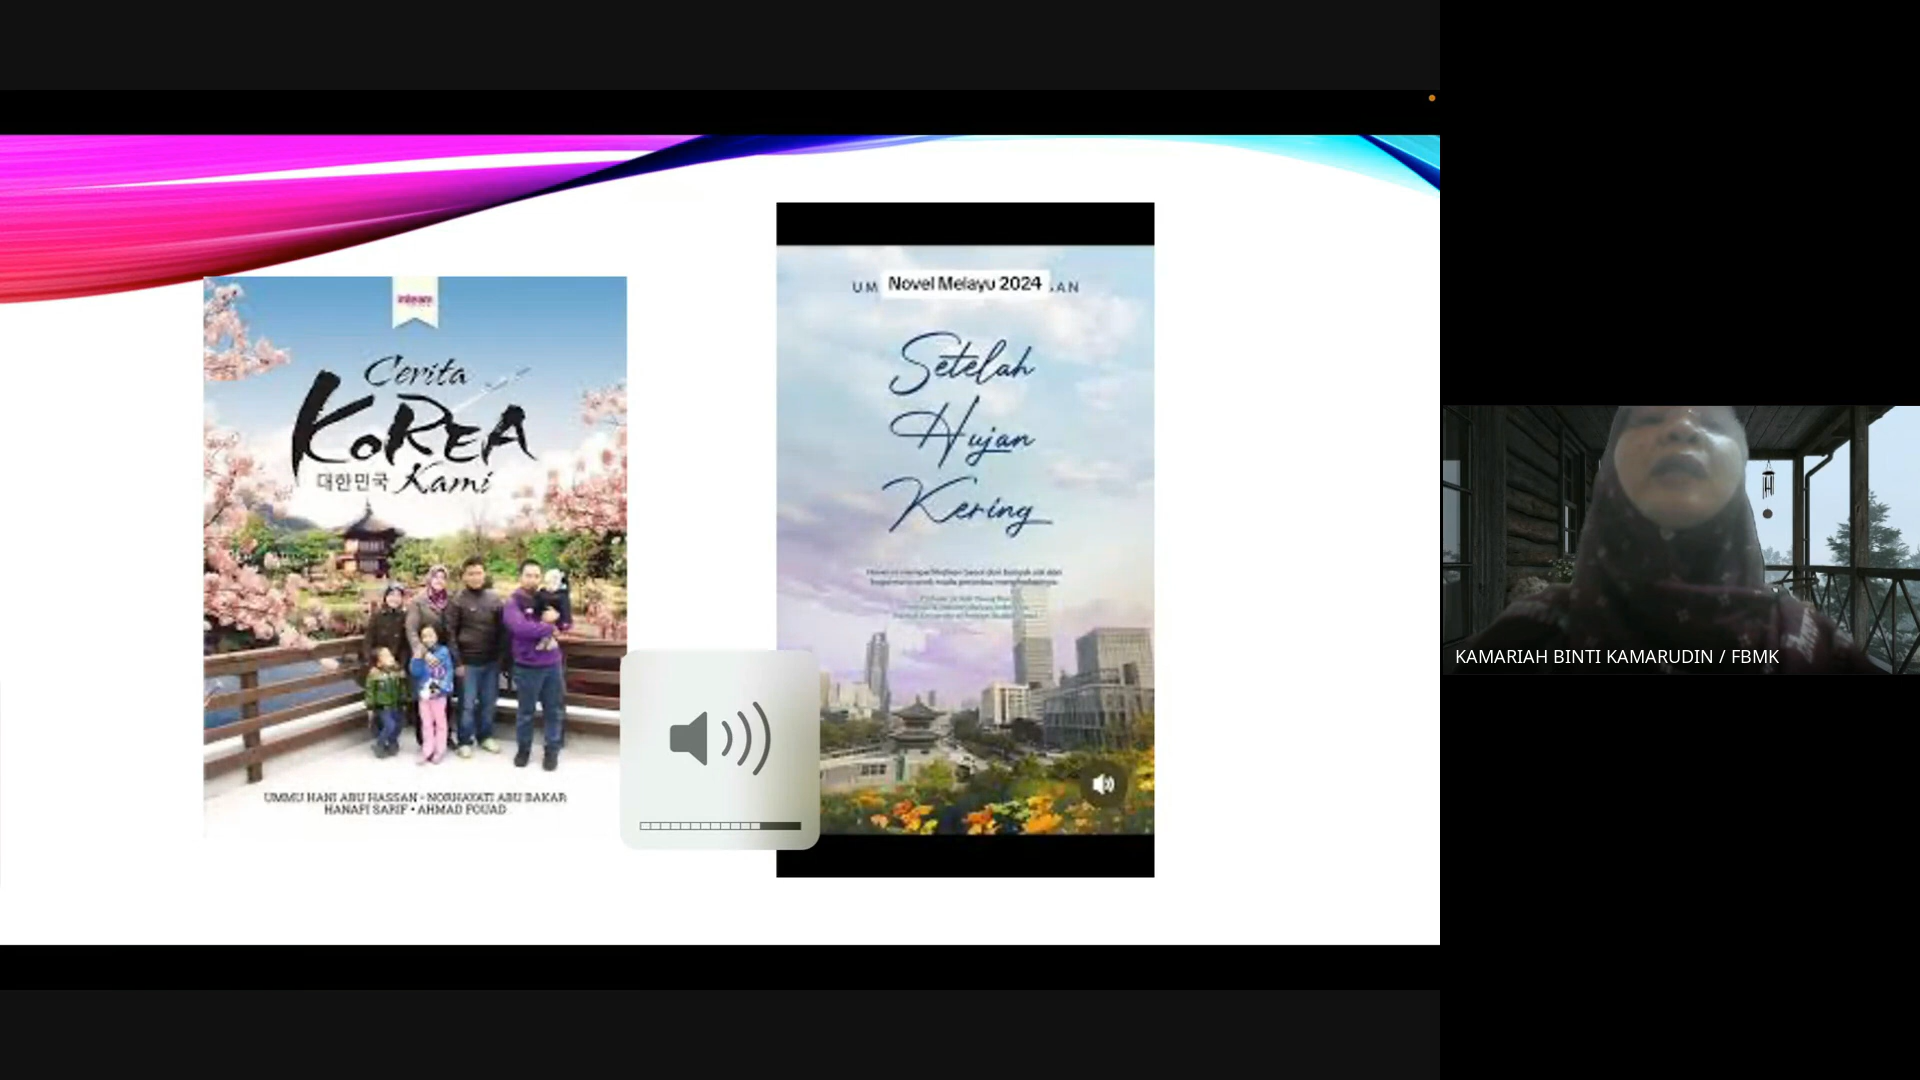 inteam
Cerita
KOREA
대한민국 Kami
UMMU HANI ABU HASSAN • NORHAYATI ABU BAKAR
HANAFI SARIF • AHMAD FOUAD
UM Novel Melayu 2024 AN
Setelah
Hujan
Kering
KAMARIAH BINTI KAMARUDIN / FBMK